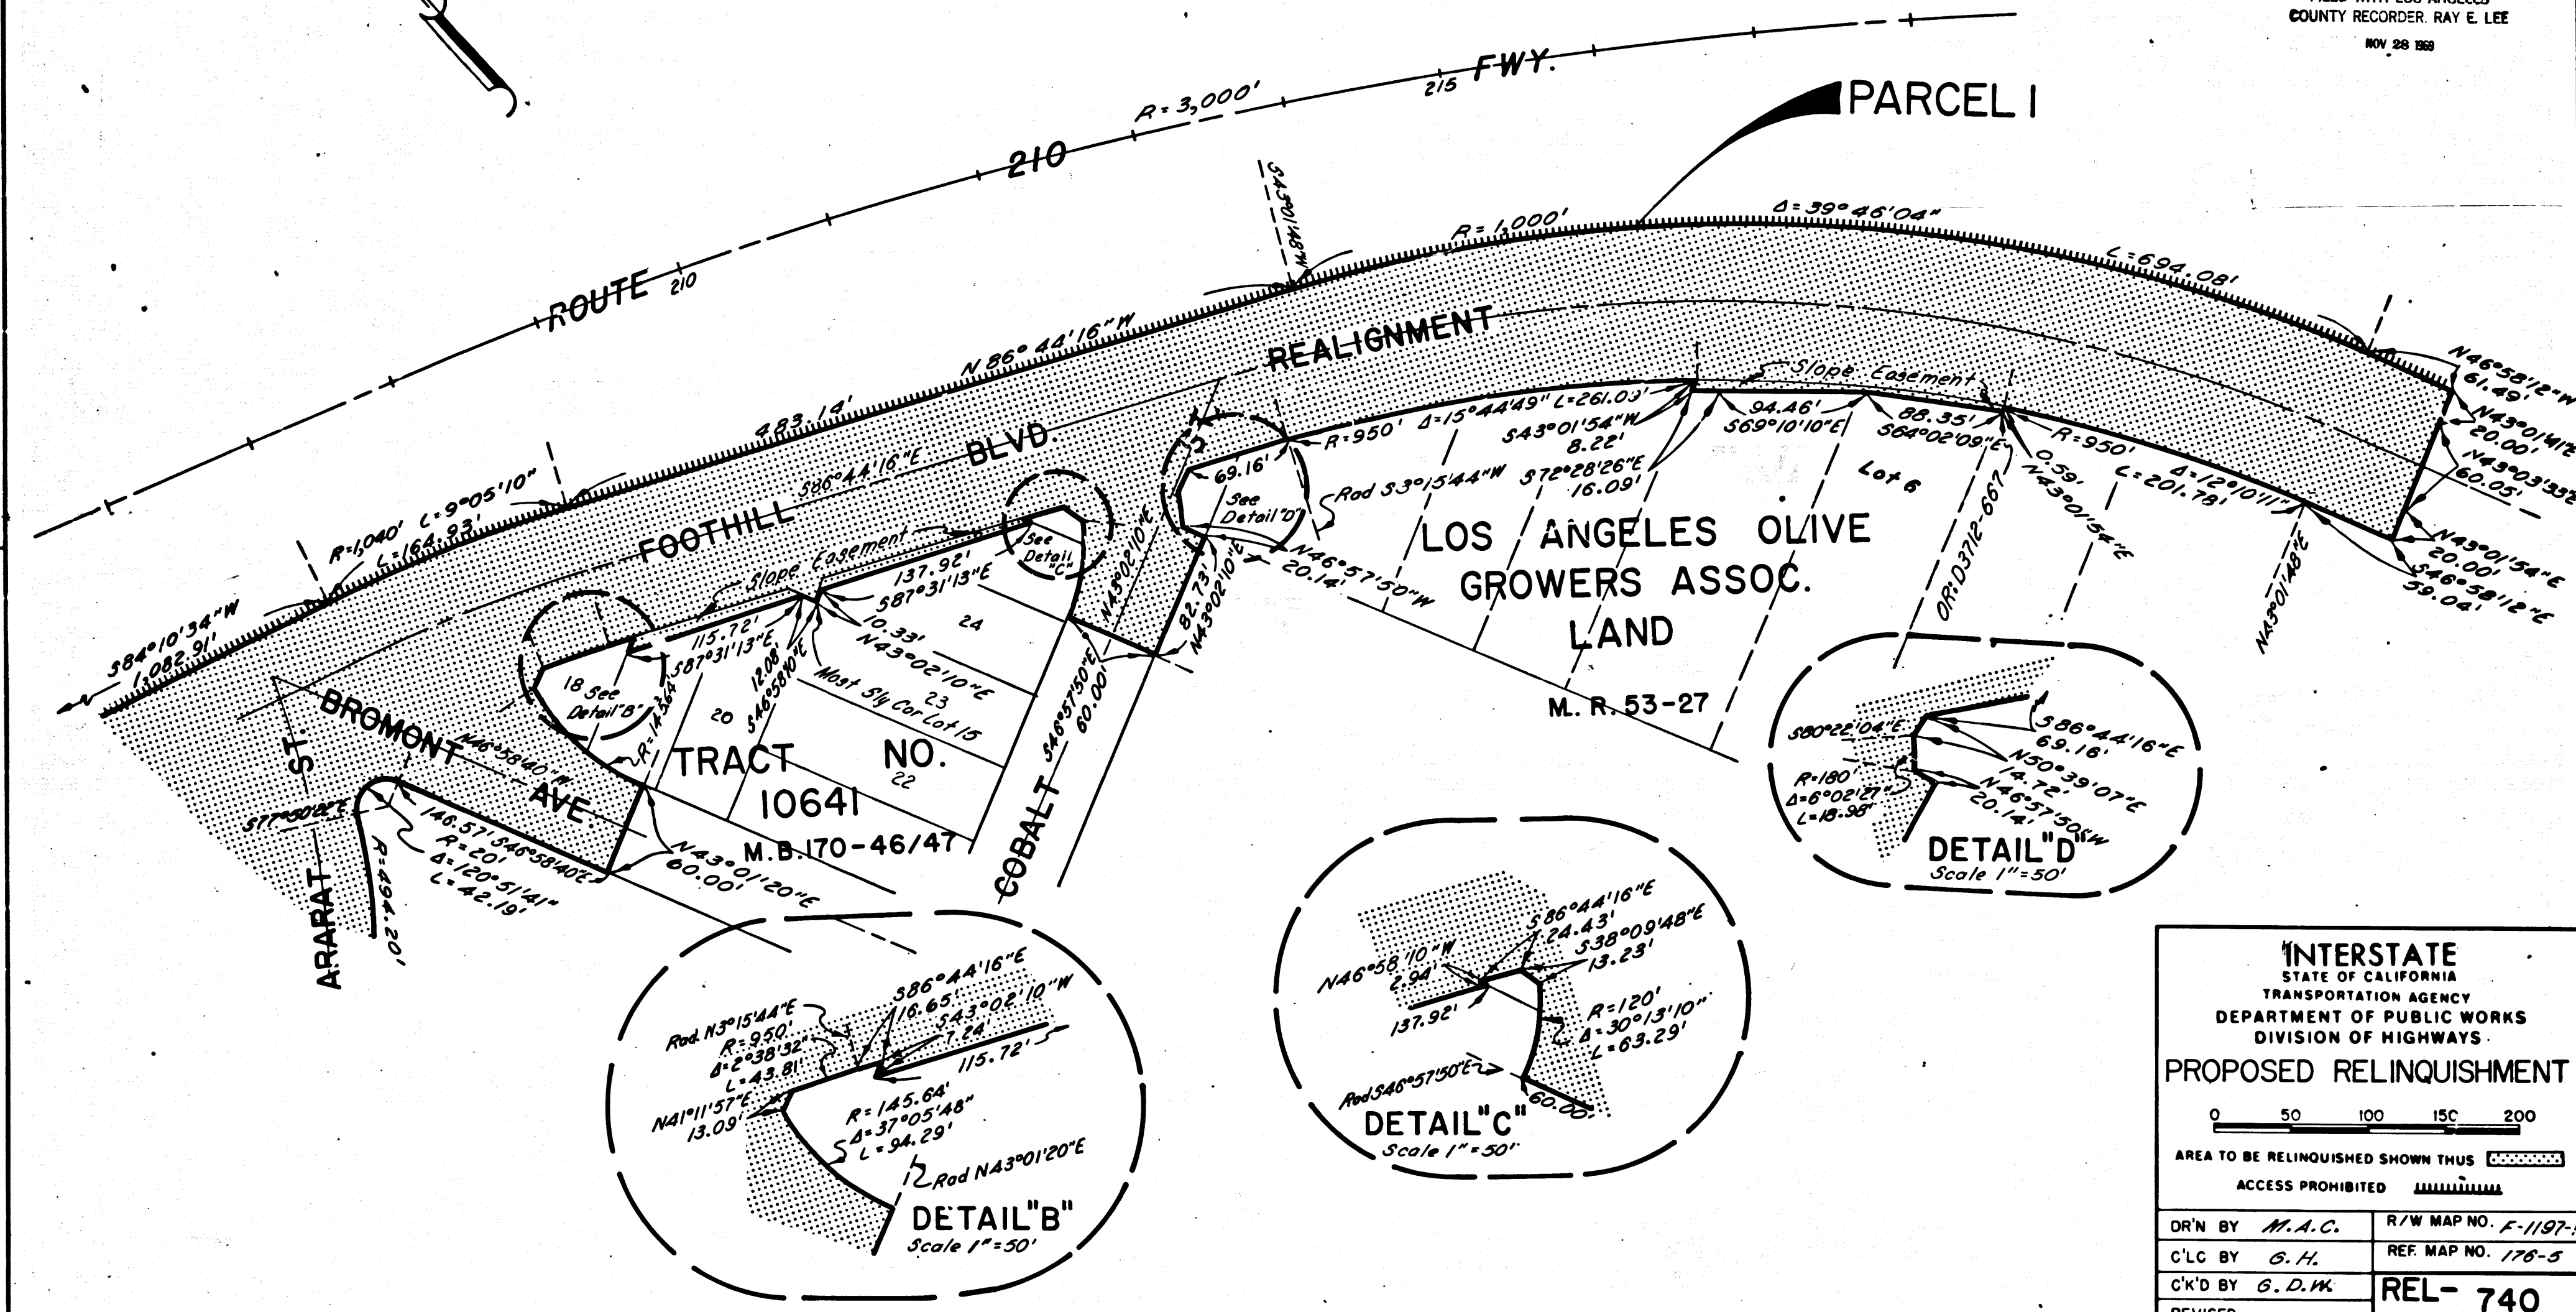 COUNTY RECORDER. RAY E. LEE
NOV 28 1969
ROUTE
210
210
R=3,000'
215
FWY.
PARCEL 1
S43°01'48"W
R=1,000'
Δ=39°46'04"
L=694.08'
N46°58'12"W
61.49'
N43°01'41"E
20.00'
N43°03'33"E
60.05'
N43°01'54"E
20.00'
S46°58'12"E
59.04'
S84°10'34"W
1,082.91'
R=1,040' L=9°05'10"
L=164.93'
483.14'
N86°44'16"W
FOOTHILL
BLVD.
REALIGNMENT
S86°44'16"E
Slope Easement
Slope Easement
137.92'
S87°31'13"E
10.33'
N43°02'10"E
115.72'
S87°31'13"E
12.08'
S46°58'10"E
Most Sly Cor Lot 15
18 See
Detail "B"
R=145.64'
20
22
23
24
See
Detail
"C"
TRACT NO.
10641
M.B.170-46/47
BROMONT
AVE.
N46°58'40"W
ARARAT ST.
S77°50'21"E
146.57' S46°58'40"E
R=20'
Δ=120°51'41"
L=42.19'
R=494.20'
N43°01'20"E
60.00'
COBALT
S46°57'50"E
60.00'
N43°02'10"E
82.73'
N43°02'10"E
69.16'
See
Detail "D"
N46°57'50"W
20.14'
Rad S3°15'44"W
R=950' Δ=15°44'49" L=261.09'
S43°01'54"W
8.22'
S72°28'26"E
16.09'
94.46'
S69°10'10"E
88.35'
S64°02'09"E
0.59'
N43°01'54"E
R=950' Δ=12°10'11"
L=201.78'
Lot 6
OR.D3712-667
N43°01'48"E
LOS ANGELES OLIVE
GROWERS ASSOC.
LAND
M. R. 53-27
S86°44'16"E
16.65'
S43°02'10"W
7.24'
115.72'
Rad. N3°15'44"E
R=950'
Δ=2°38'32"
L=43.81'
N41°11'57"E
13.09'
R=145.64'
Δ=37°05'48"
L=94.29'
Rad N43°01'20"E
DETAIL "B"
Scale 1"=50'
S86°44'16"E
24.43'
S38°09'48"E
13.23'
N46°58'10"W
2.94'
137.92'
R=120'
Δ=30°13'10"
L=63.29'
Rad S46°57'50"E
60.00'
DETAIL "C"
Scale 1"=50'
S80°22'04"E
S86°44'16"E
69.16'
N50°39'07"E
14.72'
N46°57'50"W
20.14'
R=180'
Δ=6°02'27"
L=18.98'
DETAIL "D"
Scale 1"=50'
INTERSTATE
STATE OF CALIFORNIA
TRANSPORTATION AGENCY
DEPARTMENT OF PUBLIC WORKS
DIVISION OF HIGHWAYS
PROPOSED RELINQUISHMENT
0 50 100 150 200
AREA TO BE RELINQUISHED SHOWN THUS
ACCESS PROHIBITED
DR'N BY M.A.C.
R/W MAP NO. F-1197-
C'LC BY G.H.
REF. MAP NO. 176-5
C'K'D BY G.D.W.
REL- 740